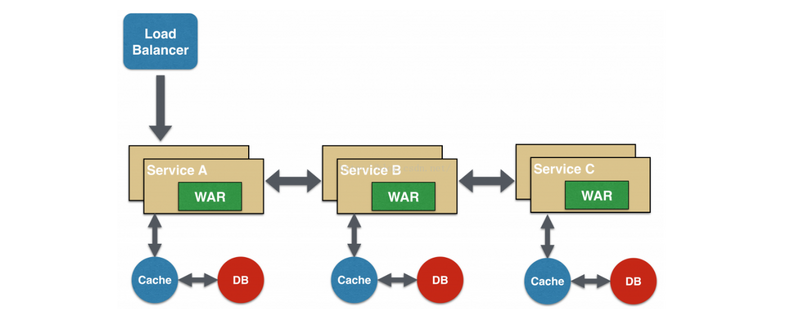 Load
Balancer
Service A
Service B
Service C
WAR
WAR
WAR
Cache
DB
Cache
DB
Cache
DB